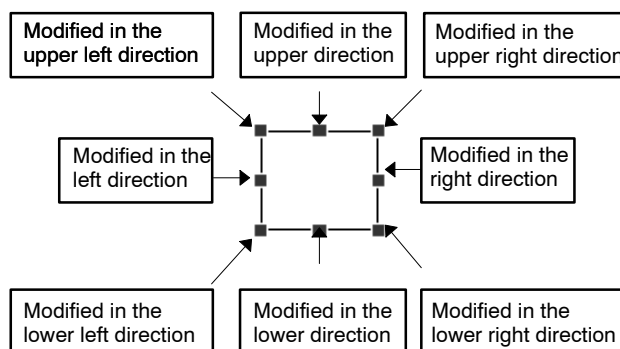 Modified in the
upper left direction
Modified in the
upper direction
Modified in the
upper right direction
Modified in the
left direction
Modified in the
right direction
Modified in the
lower left direction
Modified in the
lower direction
Modified in the
lower right direction